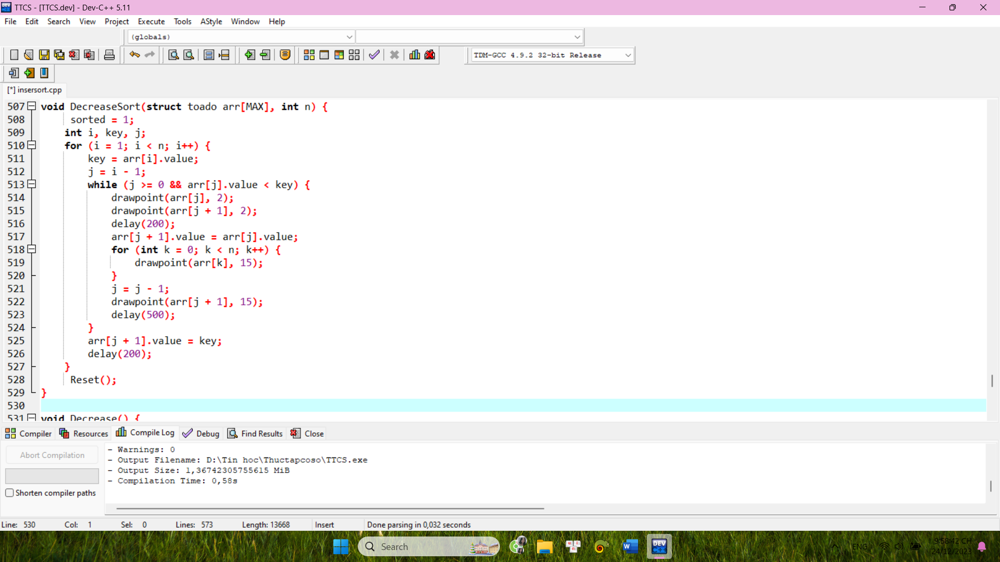 TTCS - [TTCS.dev] - Dev-C++ 5.11
File Edit Search View Project Execute Tools AStyle Window Help
(globals)
TDM-GCC 4.9.2 32-bit Release
[*] insersort.cpp
507 void DecreaseSort(struct toado arr[MAX], int n) {
508 sorted = 1;
509 int i, key, j;
510 for (i = 1; i < n; i++) {
511 key = arr[i].value;
512 j = i - 1;
513 while (j >= 0 && arr[j].value < key) {
514 drawpoint(arr[j], 2);
515 drawpoint(arr[j + 1], 2);
516 delay(200);
517 arr[j + 1].value = arr[j].value;
518 for (int k = 0; k < n; k++) {
519 drawpoint(arr[k], 15);
520 }
521 j = j - 1;
522 drawpoint(arr[j + 1], 15);
523 delay(500);
524 }
525 arr[j + 1].value = key;
526 delay(200);
527 }
528 Reset();
529 }
530
531 void Decrease() {
Compiler Resources Compile Log Debug Find Results Close
Abort Compilation
Shorten compiler paths
- Warnings: 0
- Output Filename: D:\Tin hoc\Thuctapcoso\TTCS.exe
- Output Size: 1,36742305755615 MiB
- Compilation Time: 0,58s
Line: 530 Col: 1 Sel: 0 Lines: 573 Length: 13668 Insert Done parsing in 0,032 seconds
Search
ENG
9:58:42 CH
24/12/2023